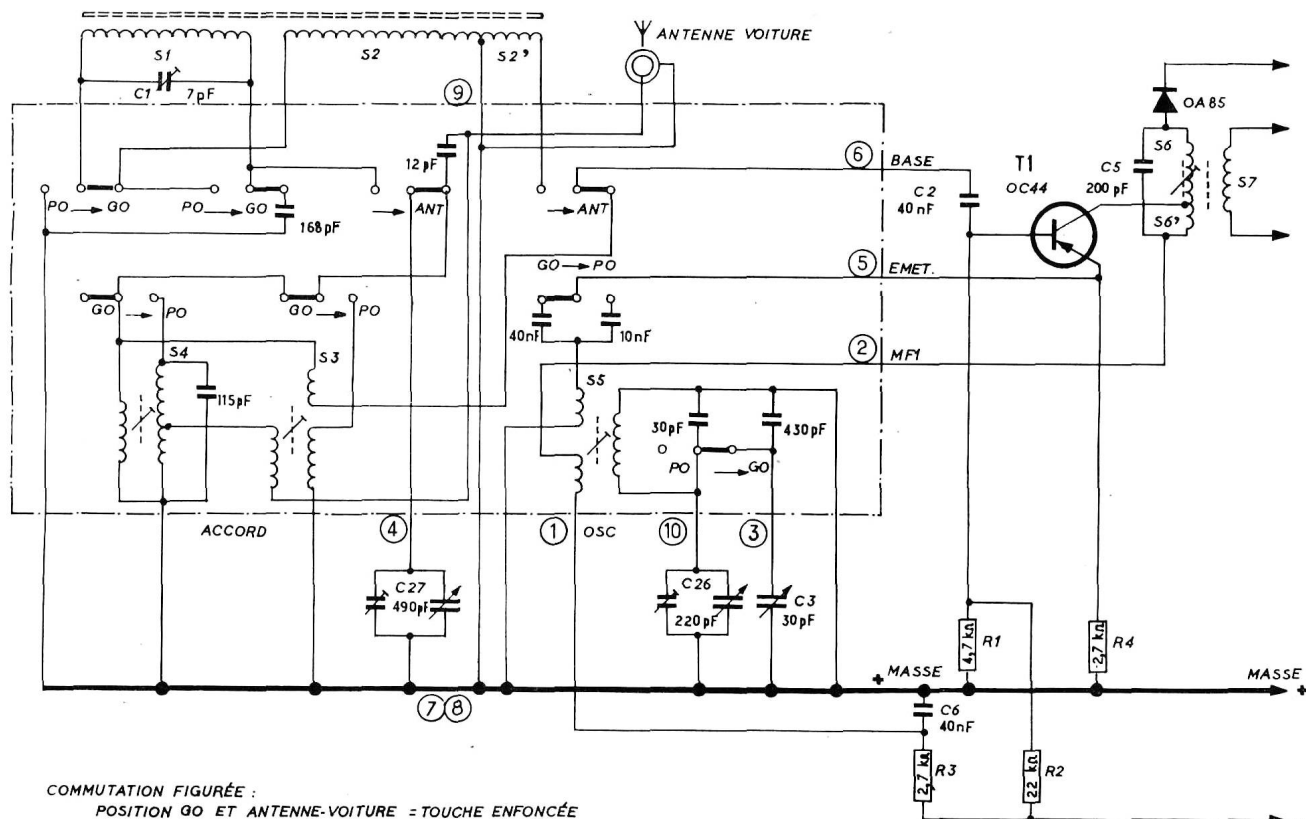 S1
S2
S2'
ANTENNE VOITURE
C1
7pF
9
OA85
12 pF
6
BASE
T1
OC44
C2
40 nF
C5
200 pF
S6
S7
S6'
PO → GO
PO → GO
→ ANT
→ ANT
168pF
GO → PO
5
EMET.
GO → PO
GO → PO
40nF
10nF
2
MF1
S4
S3
S5
115pF
30pF
430pF
PO → GO
ACCORD
4
1
OSC
10
3
C27
490pF
C26
220pF
C3
30pF
4,7 kΩ
R1
2,7 kΩ
R4
+ MASSE
MASSE +
7 8
C6
40nF
2,7 kΩ
R3
22 kΩ
R2
COMMUTATION FIGURÉE :
POSITION GO ET ANTENNE-VOITURE = TOUCHE ENFONCÉE